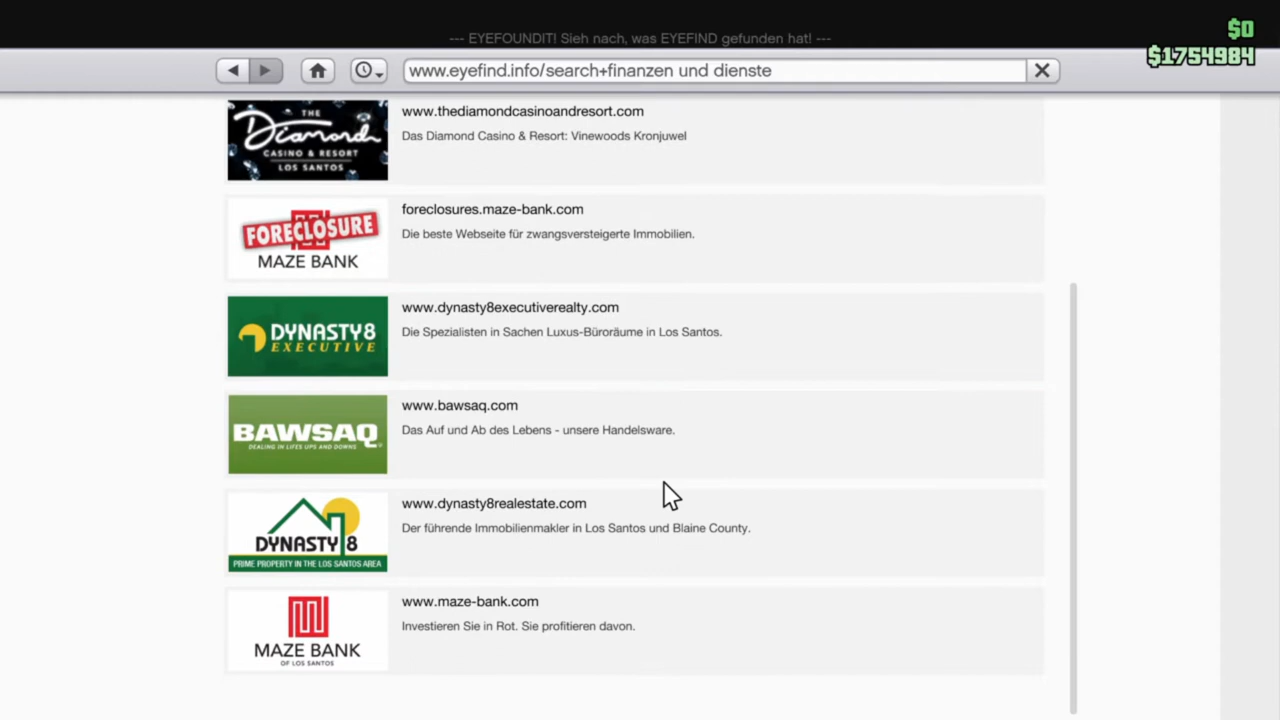 --- EYEFOUNDIT! Sieh nach, was EYEFIND gefunden hat! ---
$0
$1754984
www.eyefind.info/search+finanzen und dienste
THE
Diamond
CASINO & RESORT
LOS SANTOS
www.thediamondcasinoandresort.com
Das Diamond Casino & Resort: Vinewoods Kronjuwel
FORECLOSURE
MAZE BANK
foreclosures.maze-bank.com
Die beste Webseite für zwangsversteigerte Immobilien.
DYNASTY8
EXECUTIVE
www.dynasty8executiverealty.com
Die Spezialisten in Sachen Luxus-Büroräume in Los Santos.
BAWSAQ
DEALING IN LIFES UPS AND DOWNS
www.bawsaq.com
Das Auf und Ab des Lebens - unsere Handelsware.
DYNASTY 8
PRIME PROPERTY IN THE LOS SANTOS AREA
www.dynasty8realestate.com
Der führende Immobilienmakler in Los Santos und Blaine County.
MAZE BANK
OF LOS SANTOS
www.maze-bank.com
Investieren Sie in Rot. Sie profitieren davon.